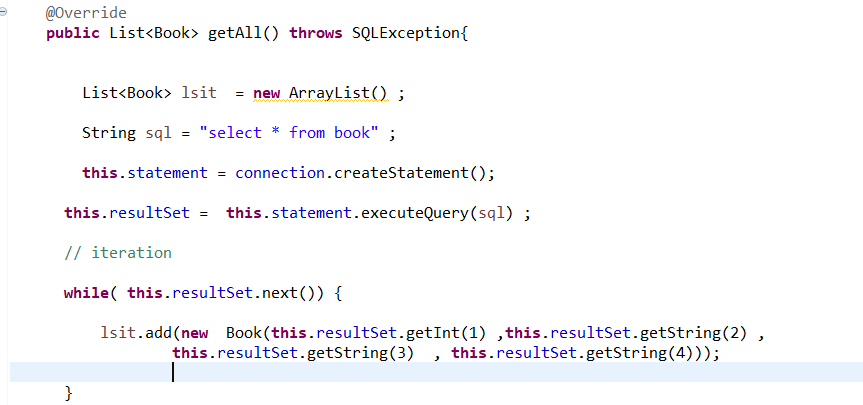 @Override
public List<Book> getAll() throws SQLException{
List<Book> lsit  = new ArrayList() ;
String sql = "select * from book" ;
this.statement = connection.createStatement();
this.resultSet =  this.statement.executeQuery(sql) ;
// iteration
while( this.resultSet.next()) {
lsit.add(new  Book(this.resultSet.getInt(1) ,this.resultSet.getString(2) ,
this.resultSet.getString(3)  , this.resultSet.getString(4)));
}